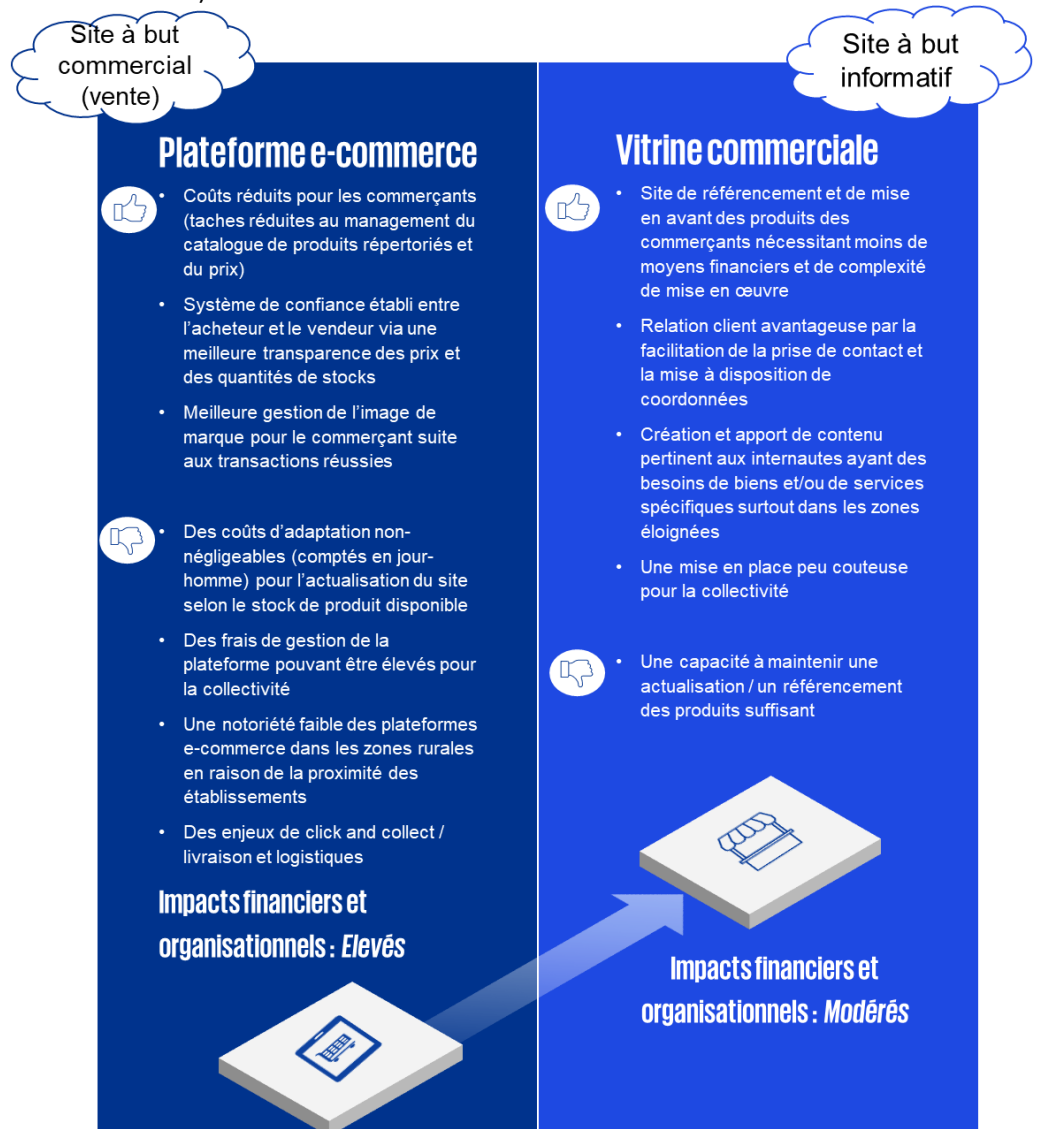 Site à but
commercial
(vente)
Site à but
informatif
Plateforme e-commerce
• Coûts réduits pour les commerçants
(taches réduites au management du
catalogue de produits répertoriés et
du prix)
• Système de confiance établi entre
l’acheteur et le vendeur via une
meilleure transparence des prix et
des quantités de stocks
• Meilleure gestion de l’image de
marque pour le commerçant suite
aux transactions réussies
• Des coûts d’adaptation non-
négligeables (comptés en jour-
homme) pour l’actualisation du site
selon le stock de produit disponible
• Des frais de gestion de la
plateforme pouvant être élevés pour
la collectivité
• Une notoriété faible des plateformes
e-commerce dans les zones rurales
en raison de la proximité des
établissements
• Des enjeux de click and collect /
livraison et logistiques
Impacts financiers et
organisationnels : Elevés
Vitrine commerciale
• Site de référencement et de mise
en avant des produits des
commerçants nécessitant moins de
moyens financiers et de complexité
de mise en œuvre
• Relation client avantageuse par la
facilitation de la prise de contact et
la mise à disposition de
coordonnées
• Création et apport de contenu
pertinent aux internautes ayant des
besoins de biens et/ou de services
spécifiques surtout dans les zones
éloignées
• Une mise en place peu couteuse
pour la collectivité
• Une capacité à maintenir une
actualisation / un référencement
des produits suffisant
Impacts financiers et
organisationnels : Modérés